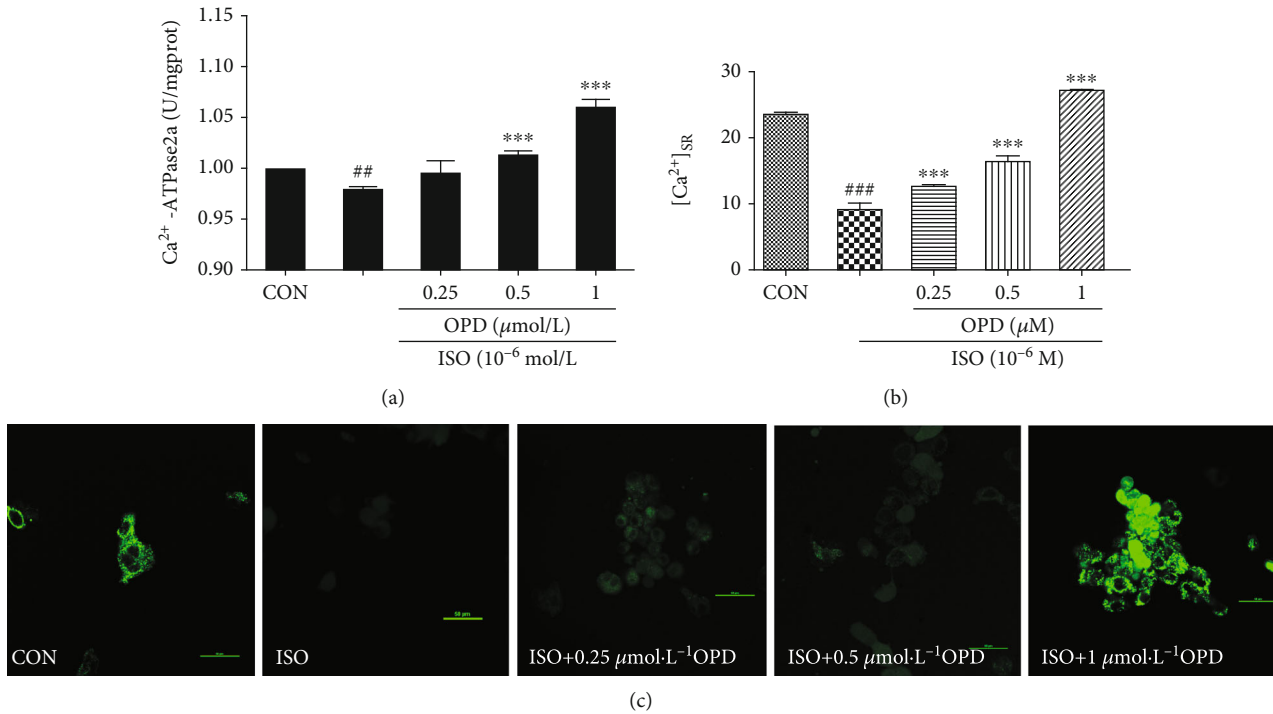 1.15
1.10
1.05
1.00
0.95
0.90
Ca²⁺ -ATPase2a (U/mgprot)
##
***
***
CON
0.25
0.5
1
OPD (μmol/L)
ISO (10⁻⁶ mol/L
(a)
30
20
10
0
[Ca²⁺]SR
###
***
***
***
CON
0.25
0.5
1
OPD (μM)
ISO (10⁻⁶ M)
(b)
CON
50 μm
ISO
ISO+0.25 μmol·L⁻¹OPD
ISO+0.5 μmol·L⁻¹OPD
ISO+1 μmol·L⁻¹OPD
(c)